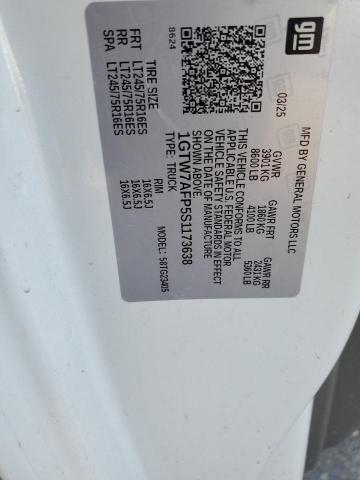 gm
MFD BY GENERAL MOTORS LLC
03/25
GVWR
3901 KG
8600 LB
GAWR FRT
1860 KG
4100 LB
GAWR RR
2431 KG
5360 LB
THIS VEHICLE CONFORMS TO ALL
APPLICABLE U.S. FEDERAL MOTOR
VEHICLE SAFETY STANDARDS IN EFFECT
ON THE DATE OF MANUFACTURE
SHOWN ABOVE.
1GTW7AFP5S1173638
TYPE: TRUCK
MODEL: 58TG23405
8624
TIRE SIZE RIM
FRT LT245/75R16ES 16X6.5J
RR LT245/75R16ES 16X6.5J
SPA LT245/75R16ES 16X6.5J